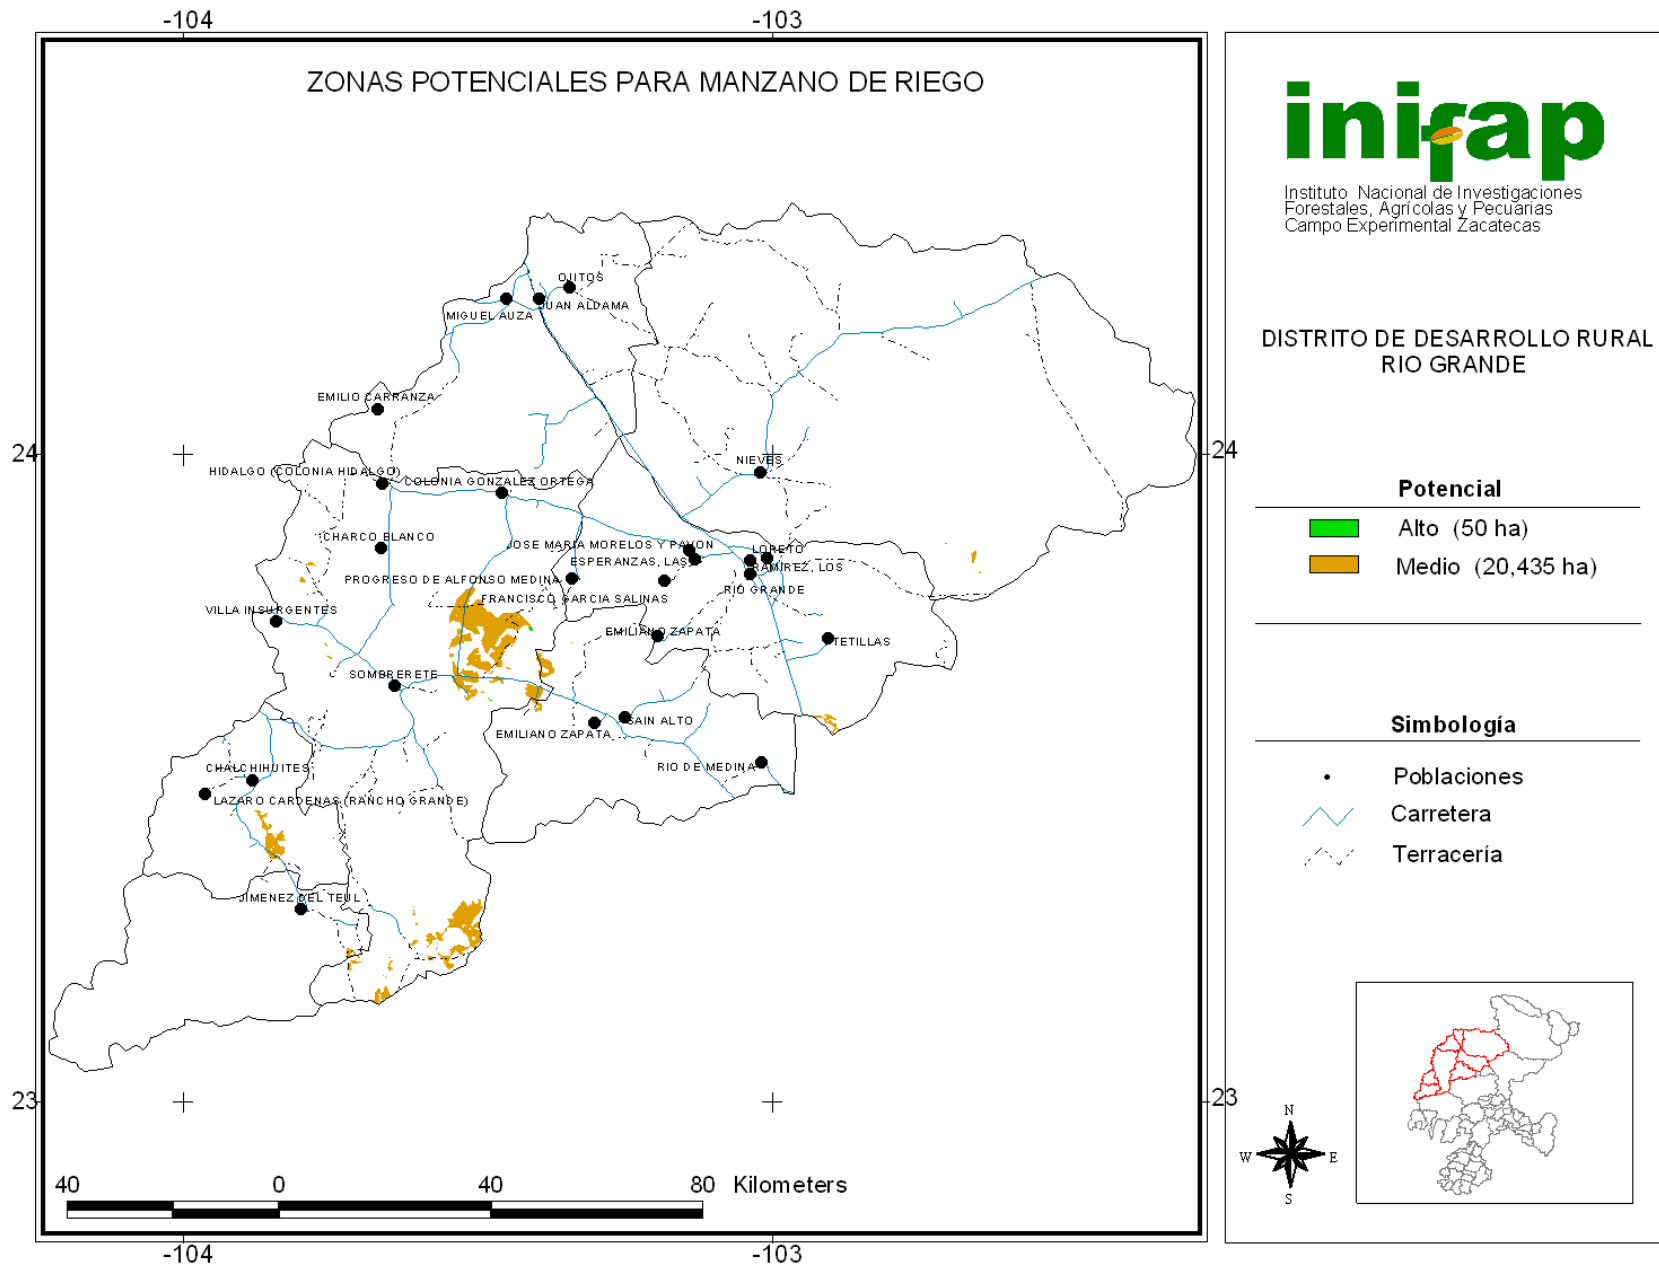 -104
-103
ZONAS POTENCIALES PARA MANZANO DE RIEGO
OJITOS
JUAN ALDAMA
MIGUEL AUZA
EMILIO CARRANZA
24
24
NIEVES
HIDALGO (COLONIA HIDALGO)
COLONIA GONZALEZ ORTEGA
CHARCO BLANCO
JOSE MARIA MORELOS Y PAVON
LORETO
ESPERANZAS, LAS
RAMIREZ, LOS
PROGRESO DE ALFONSO MEDINA
RIO GRANDE
FRANCISCO GARCIA SALINAS
VILLA INSURGENTES
EMILIANO ZAPATA
TETILLAS
SOMBRERETE
SAIN ALTO
EMILIANO ZAPATA
RIO DE MEDINA
CHALCHIHUITES
LAZARO CARDENAS (RANCHO GRANDE)
JIMENEZ DEL TEUL
23
23
40
0
40
80 Kilometers
-104
-103
inifap
Instituto Nacional de Investigaciones
Forestales, Agrícolas y Pecuarias
Campo Experimental Zacatecas
DISTRITO DE DESARROLLO RURAL
RIO GRANDE
Potencial
Alto (50 ha)
Medio (20,435 ha)
Simbología
Poblaciones
Carretera
Terracería
N
W
E
S